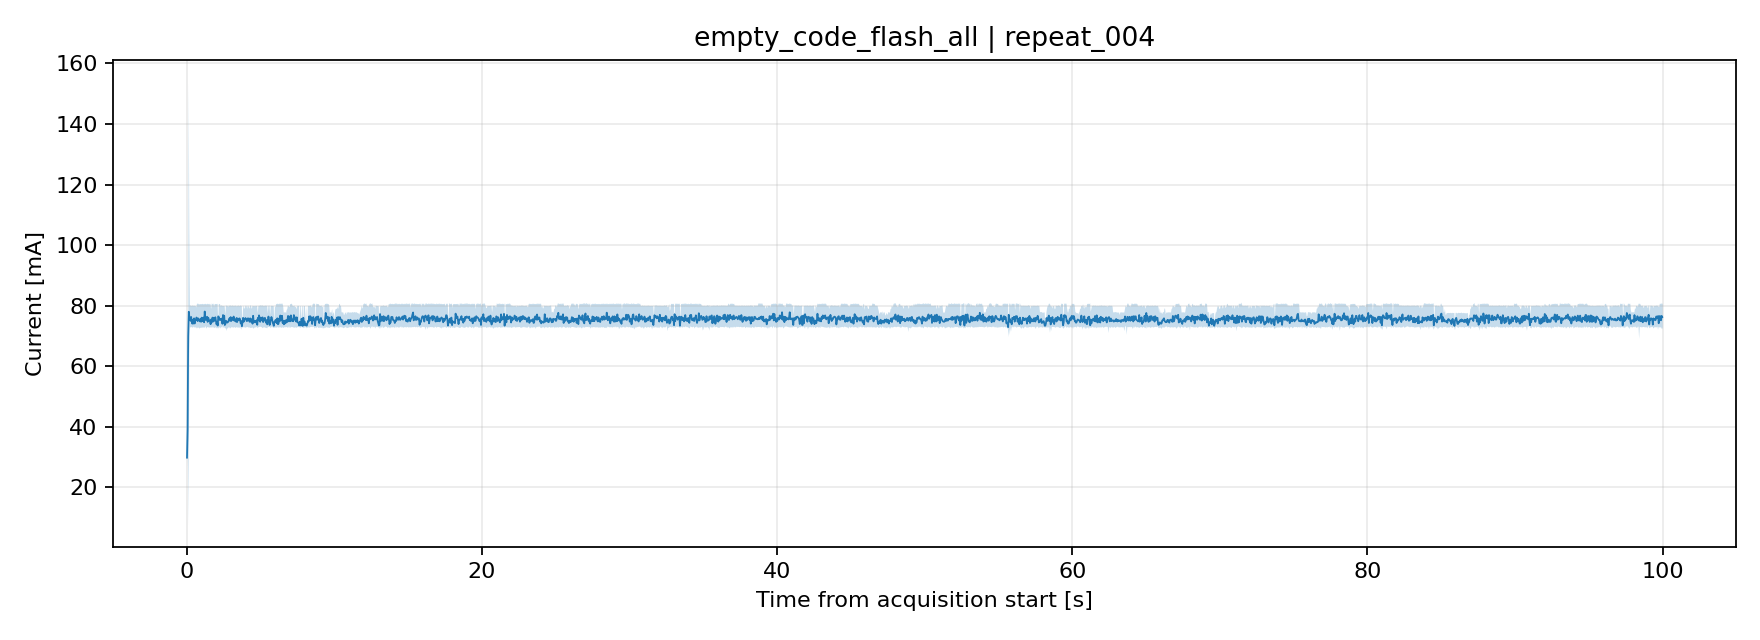 empty_code_flash_all | repeat_004
160
140
120
100
80
60
40
20
Current [mA]
0 20 40 60 80 100
Time from acquisition start [s]